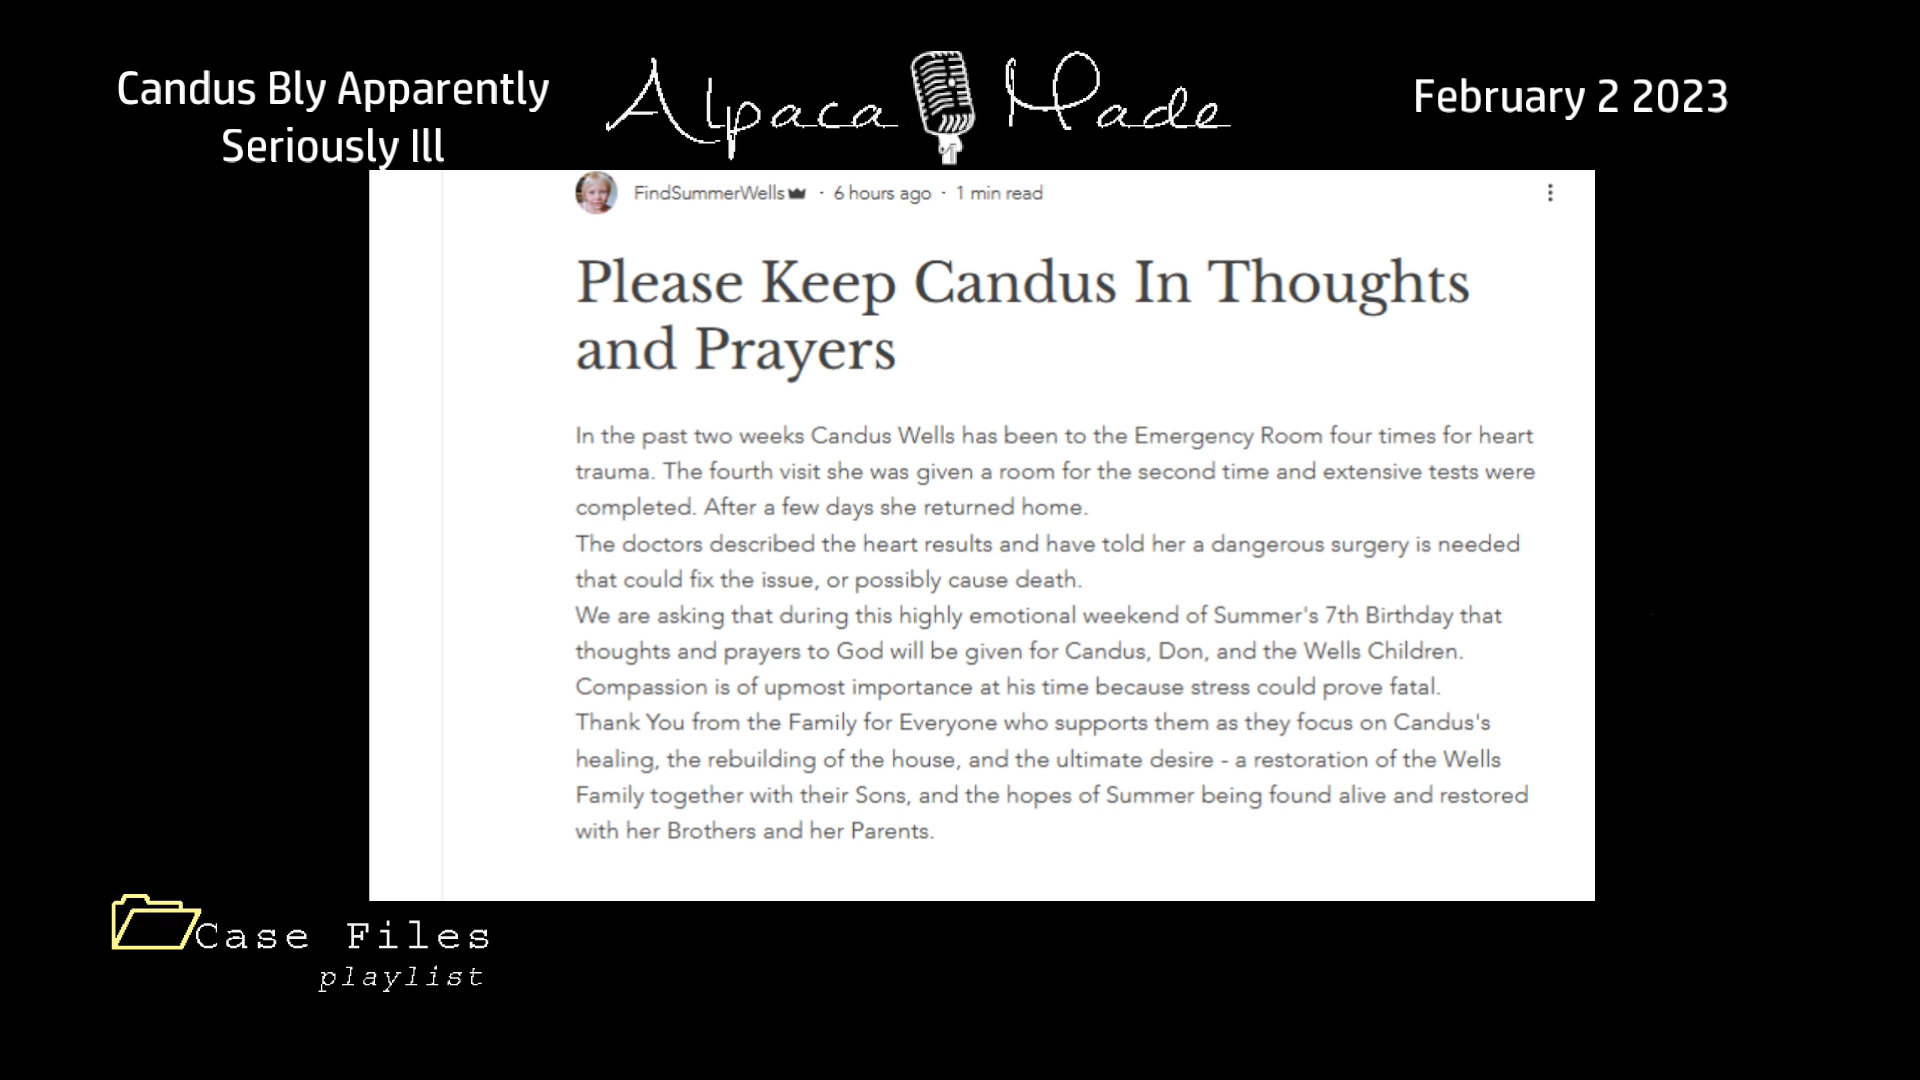 Candus Bly Apparently
Seriously Ill
Alpaca Made
February 2 2023
FindSummerWells · 6 hours ago · 1 min read
Please Keep Candus In Thoughts
and Prayers
In the past two weeks Candus Wells has been to the Emergency Room four times for heart
trauma. The fourth visit she was given a room for the second time and extensive tests were
completed. After a few days she returned home.
The doctors described the heart results and have told her a dangerous surgery is needed
that could fix the issue, or possibly cause death.
We are asking that during this highly emotional weekend of Summer's 7th Birthday that
thoughts and prayers to God will be given for Candus, Don, and the Wells Children.
Compassion is of upmost importance at his time because stress could prove fatal.
Thank You from the Family for Everyone who supports them as they focus on Candus's
healing, the rebuilding of the house, and the ultimate desire - a restoration of the Wells
Family together with their Sons, and the hopes of Summer being found alive and restored
with her Brothers and her Parents.
Case Files
playlist